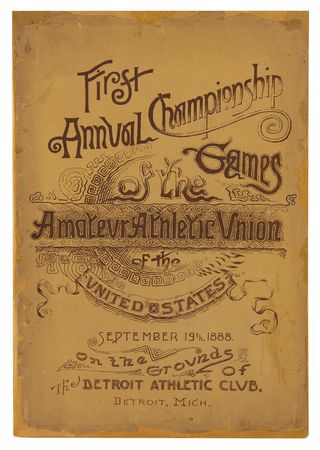 First
Annual Championship
Games
of the
Amateur Athletic Union
of the
UNITED STATES
SEPTEMBER 19th, 1888.
on the Grounds
The DETROIT ATHLETIC CLUB. Of
DETROIT, MICH.